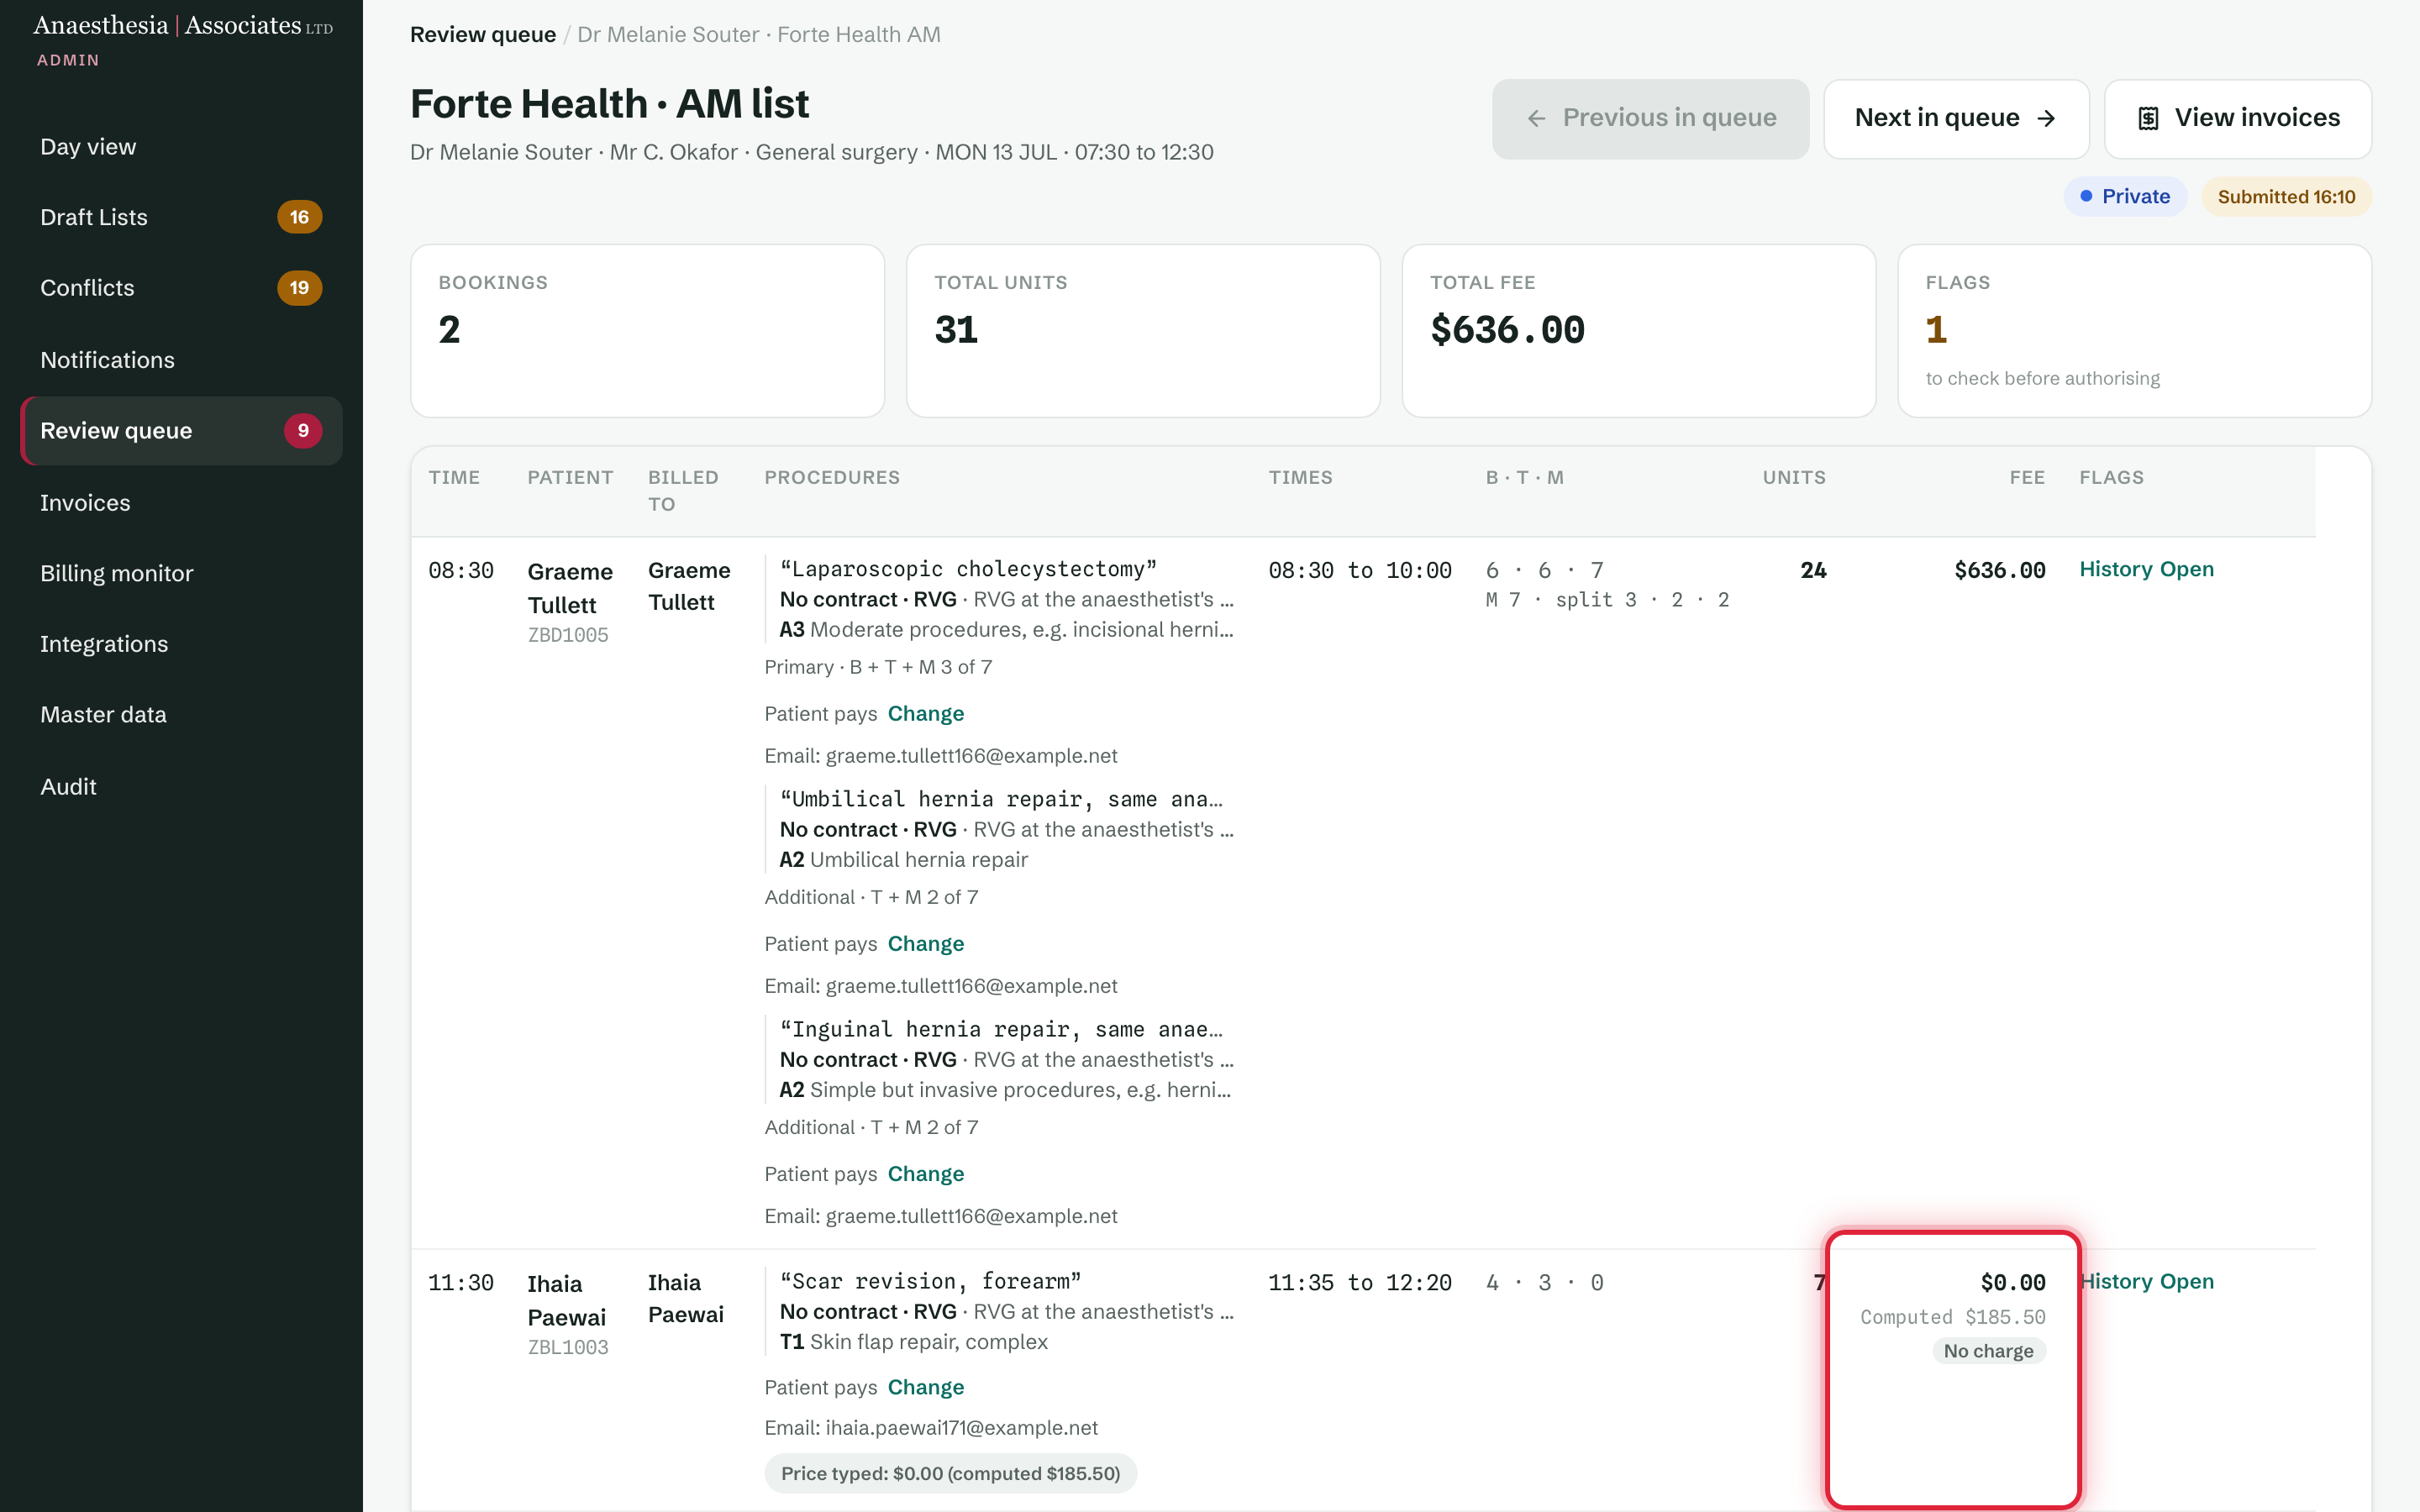 Anaesthesia | Associates LTD
ADMIN
Day view
Draft Lists 16
Conflicts 19
Notifications
Review queue 9
Invoices
Billing monitor
Integrations
Master data
Audit
Review queue / Dr Melanie Souter · Forte Health AM
Forte Health · AM list
Dr Melanie Souter · Mr C. Okafor · General surgery · MON 13 JUL · 07:30 to 12:30
← Previous in queue
Next in queue →
View invoices
Private
Submitted 16:10
BOOKINGS
2
TOTAL UNITS
31
TOTAL FEE
$636.00
FLAGS
1
to check before authorising
TIME PATIENT BILLED TO PROCEDURES TIMES B · T · M UNITS FEE FLAGS
08:30
Graeme
Tullett
ZBD1005
Graeme
Tullett
“Laparoscopic cholecystectomy”
No contract · RVG · RVG at the anaesthetist's ...
A3 Moderate procedures, e.g. incisional herni...
Primary · B + T + M 3 of 7
Patient pays Change
Email: graeme.tullett166@example.net
“Umbilical hernia repair, same ana...
No contract · RVG · RVG at the anaesthetist's ...
A2 Umbilical hernia repair
Additional · T + M 2 of 7
Patient pays Change
Email: graeme.tullett166@example.net
“Inguinal hernia repair, same anae...
No contract · RVG · RVG at the anaesthetist's ...
A2 Simple but invasive procedures, e.g. herni...
Additional · T + M 2 of 7
Patient pays Change
Email: graeme.tullett166@example.net
08:30 to 10:00
6 · 6 · 7
M 7 · split 3 · 2 · 2
24
$636.00
History Open
11:30
Ihaia
Paewai
ZBL1003
Ihaia
Paewai
“Scar revision, forearm”
No contract · RVG · RVG at the anaesthetist's ...
T1 Skin flap repair, complex
Patient pays Change
Email: ihaia.paewai171@example.net
Price typed: $0.00 (computed $185.50)
11:35 to 12:20
4 · 3 · 0
7
$0.00
Computed $185.50
No charge
History Open